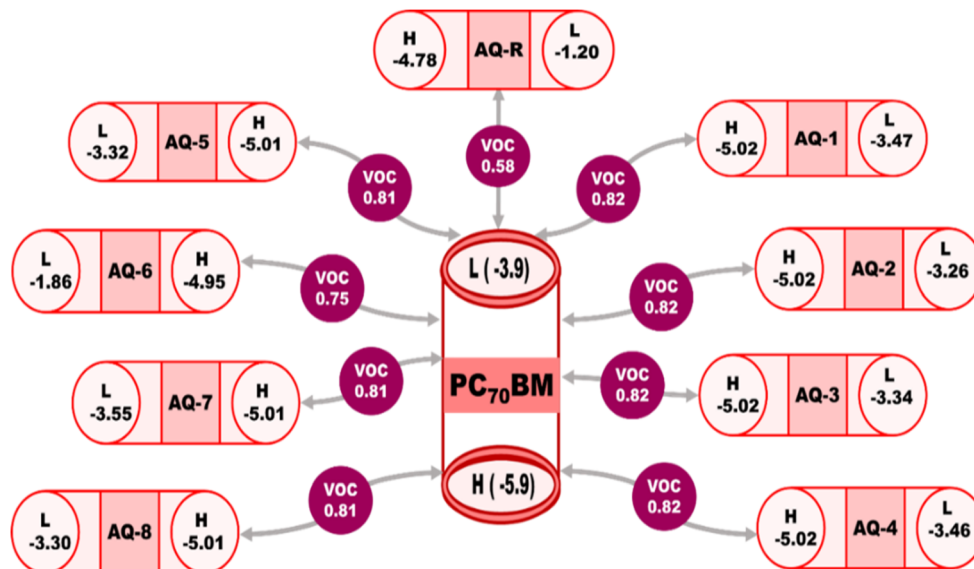 H
-4.78
AQ-R
L
-1.20
L
-3.32
AQ-5
H
-5.01
VOC
0.81
VOC
0.58
VOC
0.82
H
-5.02
AQ-1
L
-3.47
L
-1.86
AQ-6
H
-4.95
VOC
0.75
L ( -3.9)
VOC
0.82
H
-5.02
AQ-2
L
-3.26
L
-3.55
AQ-7
H
-5.01
VOC
0.81
PC₇₀BM
VOC
0.82
H
-5.02
AQ-3
L
-3.34
L
-3.30
AQ-8
H
-5.01
VOC
0.81
H ( -5.9)
VOC
0.82
H
-5.02
AQ-4
L
-3.46